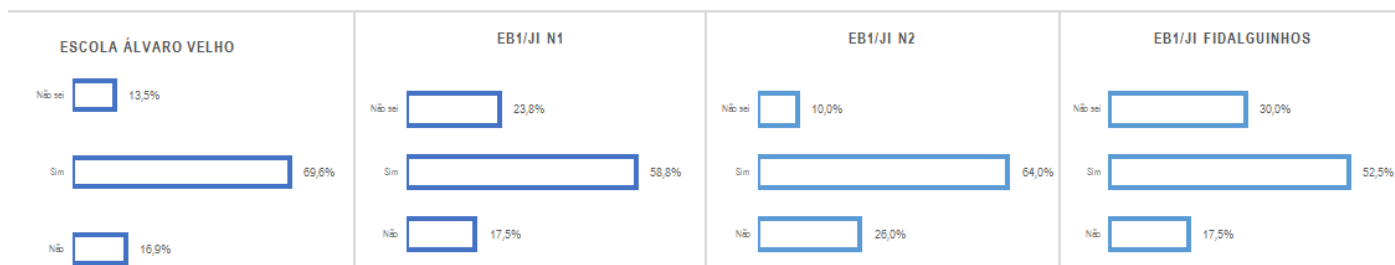 ESCOLA ÁLVARO VELHO
Não sei
13,5%
Sim
69,6%
Não
16,9%
EB1/JI N1
Não sei
23,8%
Sim
58,8%
Não
17,5%
EB1/JI N2
Não sei
10,0%
Sim
64,0%
Não
26,0%
EB1/JI FIDALGUINHOS
Não sei
30,0%
Sim
52,5%
Não
17,5%